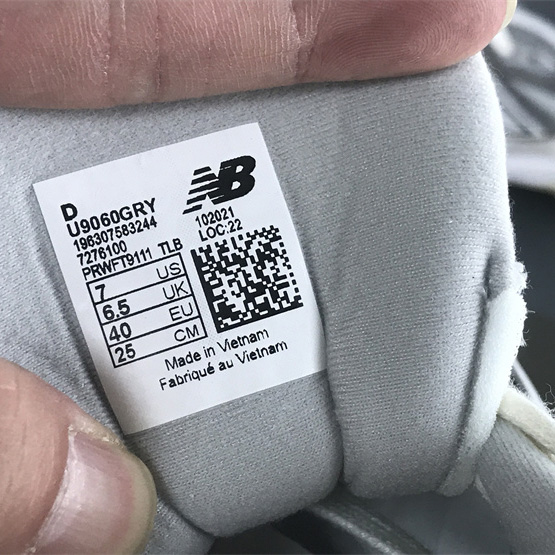 D
U9060GRY
196307583244
7276100
PRWFT9111 TLB
NB
102021
LOC:22
7 US
6.5 UK
40 EU
25 CM
Made in Vietnam
Fabriqué au Vietnam